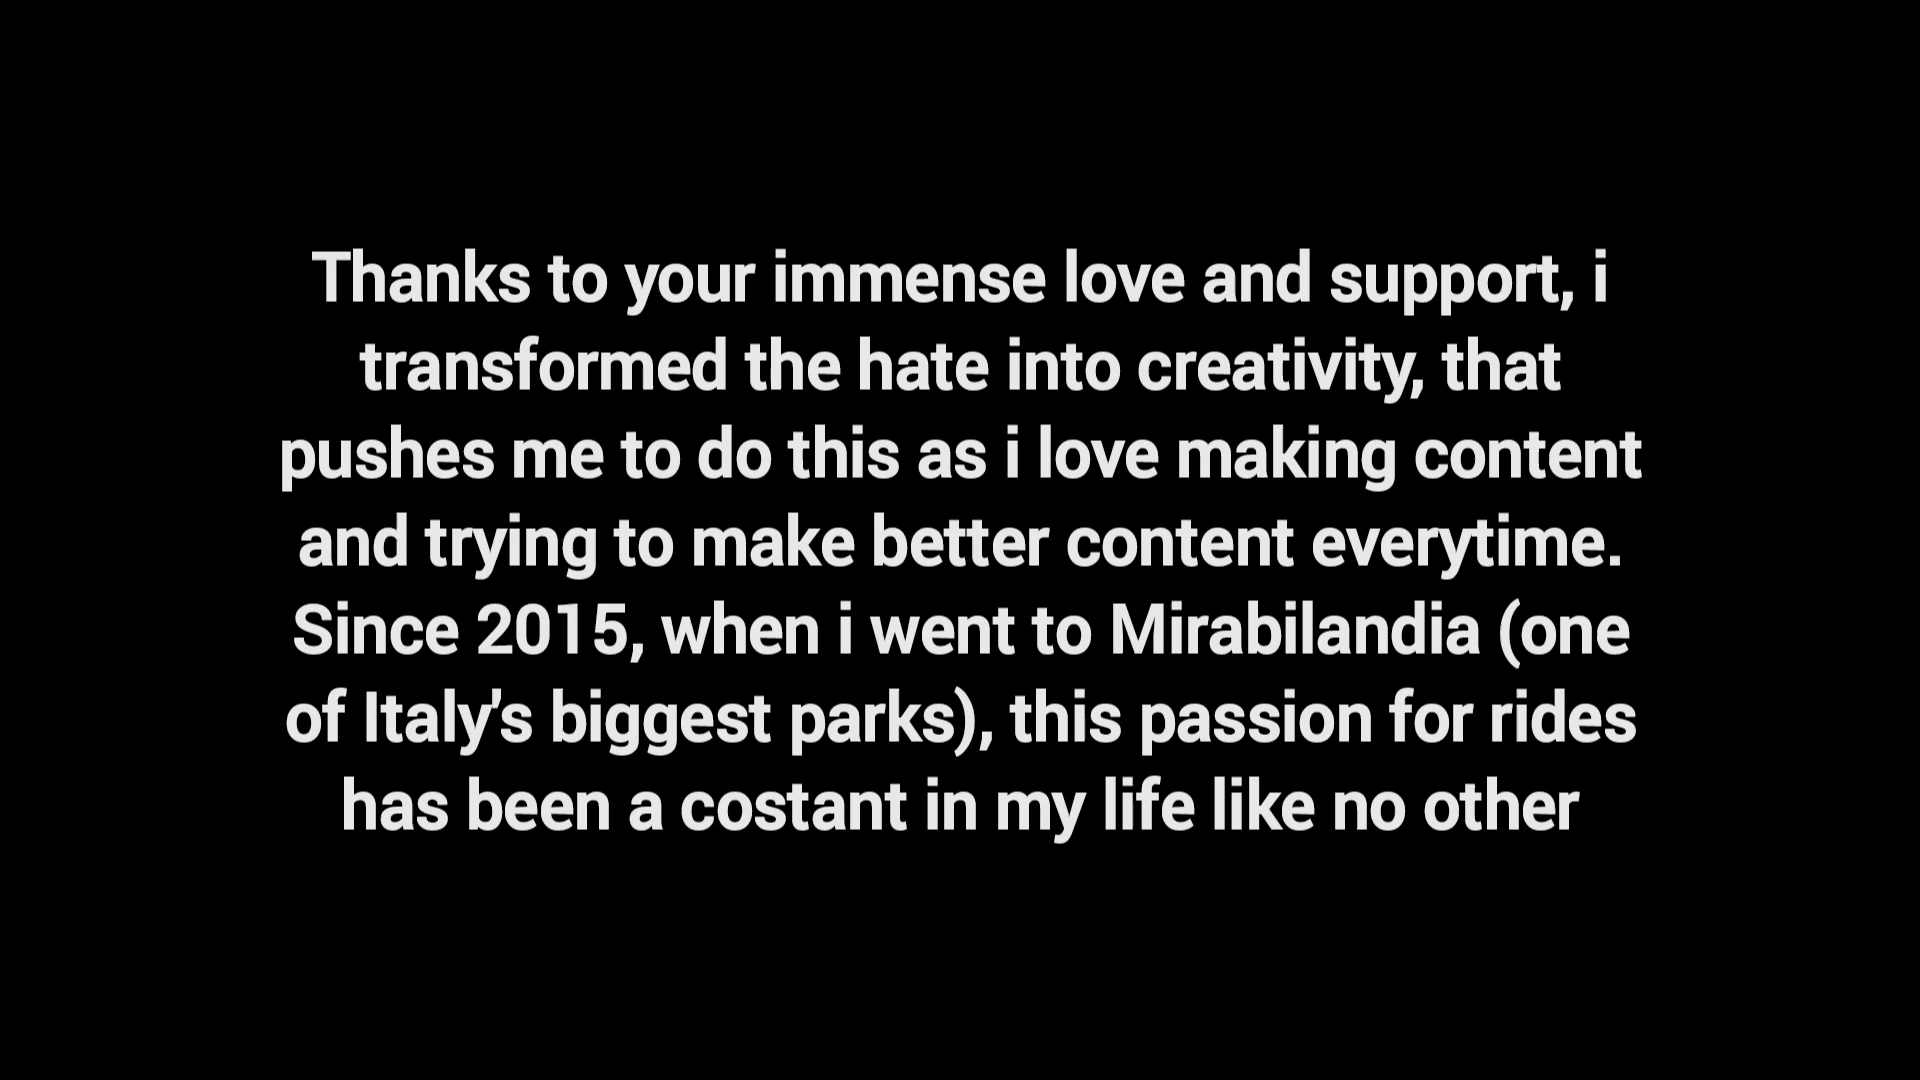 Thanks to your immense love and support, i
transformed the hate into creativity, that
pushes me to do this as i love making content
and trying to make better content everytime.
Since 2015, when i went to Mirabilandia (one
of Italy's biggest parks), this passion for rides
has been a costant in my life like no other